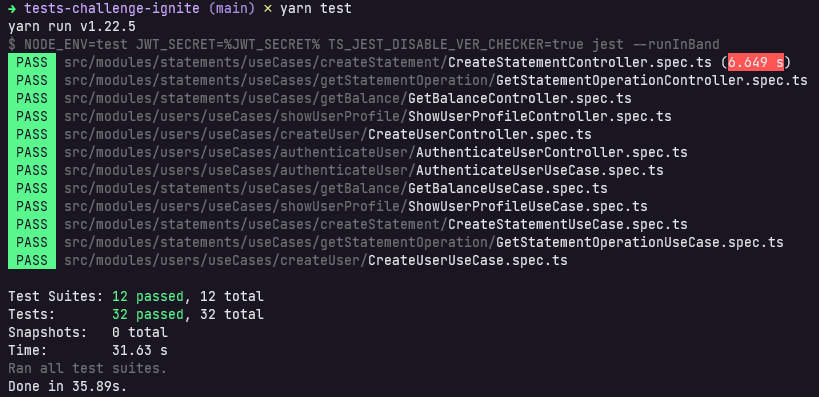 ➜ tests-challenge-ignite (main) × yarn test
yarn run v1.22.5
$ NODE_ENV=test JWT_SECRET=%JWT_SECRET% TS_JEST_DISABLE_VER_CHECKER=true jest --runInBand
PASS src/modules/statements/useCases/createStatement/CreateStatementController.spec.ts (6.649 s)
PASS src/modules/statements/useCases/getStatementOperation/GetStatementOperationController.spec.ts
PASS src/modules/statements/useCases/getBalance/GetBalanceController.spec.ts
PASS src/modules/users/useCases/showUserProfile/ShowUserProfileController.spec.ts
PASS src/modules/users/useCases/createUser/CreateUserController.spec.ts
PASS src/modules/users/useCases/authenticateUser/AuthenticateUserController.spec.ts
PASS src/modules/users/useCases/authenticateUser/AuthenticateUserUseCase.spec.ts
PASS src/modules/statements/useCases/getBalance/GetBalanceUseCase.spec.ts
PASS src/modules/users/useCases/showUserProfile/ShowUserProfileUseCase.spec.ts
PASS src/modules/statements/useCases/createStatement/CreateStatementUseCase.spec.ts
PASS src/modules/statements/useCases/getStatementOperation/GetStatementOperationUseCase.spec.ts
PASS src/modules/users/useCases/createUser/CreateUserUseCase.spec.ts
Test Suites: 12 passed, 12 total
Tests: 32 passed, 32 total
Snapshots: 0 total
Time: 31.63 s
Ran all test suites.
Done in 35.89s.